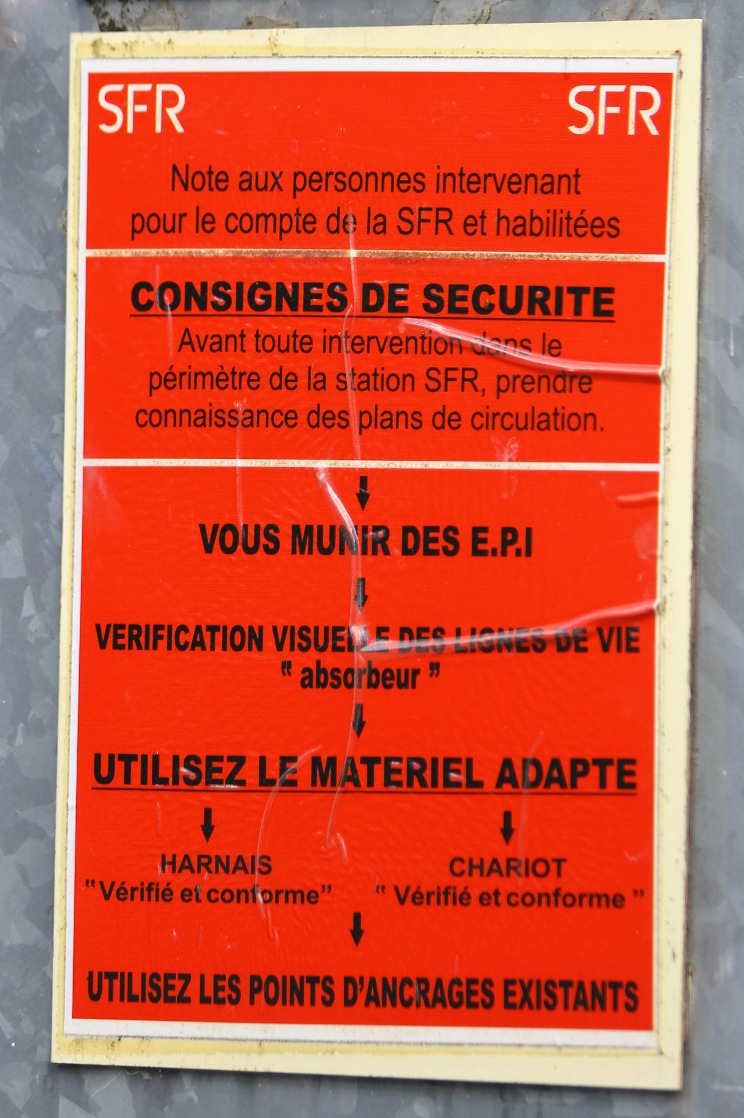 SFR SFR
Note aux personnes intervenant
pour le compte de la SFR et habilitées
CONSIGNES DE SECURITE
Avant toute intervention dans le
périmètre de la station SFR, prendre
connaissance des plans de circulation.
VOUS MUNIR DES E.P.I
VERIFICATION VISUELLE DES LIGNES DE VIE
“ absorbeur ”
UTILISEZ LE MATERIEL ADAPTE
HARNAIS CHARIOT
“Vérifié et conforme” “ Vérifié et conforme ”
UTILISEZ LES POINTS D’ANCRAGES EXISTANTS